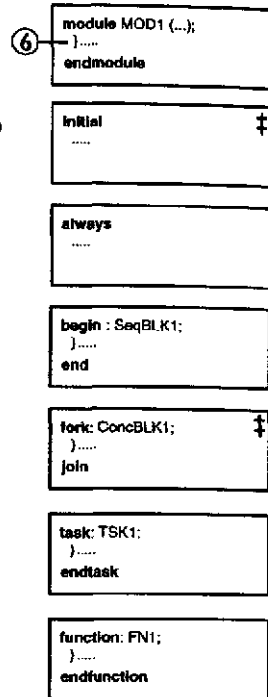 module MOD1 (...);
⑥ }.....
endmodule
initial ‡
.....
always
.....
begin : SeqBLK1;
}.....
end
fork: ConcBLK1; ‡
}.....
join
task: TSK1:
}.....
endtask
function: FN1;
}.....
endfunction